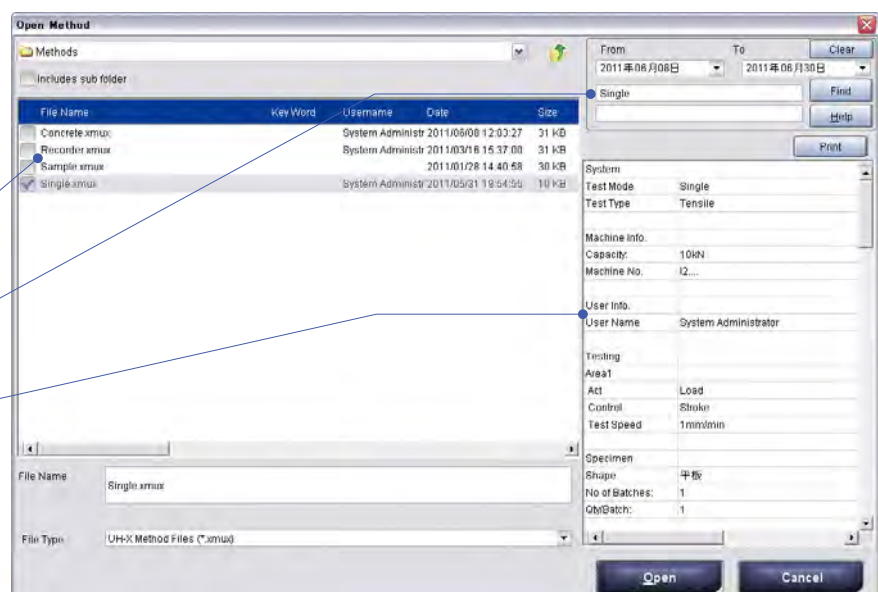 Open Method
Methods
Includes sub folder
File Name Key Word Username Date Size
Concrete.xmux System Administr 2011/06/08 12:03:27 31 KB
Recorder.xmux System Administr 2011/03/16 15:37:00 31 KB
Sample.xmux 2011/01/28 14:40:58 30 KB
Single.xmux System Administr 2011/05/31 19:54:55 10 KB
File Name Single.xmux
File Type UH-X Method Files (*.xmux)
From To Clear
2011年06月08日 2011年06月30日
Single Find
Help
Print
System
Test Mode Single
Test Type Tensile
Machine Info.
Capacity: 10kN
Machine No. I2....
User Info.
User Name System Administrator
Testing
Area1
Act Load
Control Stroke
Test Speed 1mm/min
Specimen
Shape 平板
No of Batches: 1
Qty/Batch: 1
Open Cancel